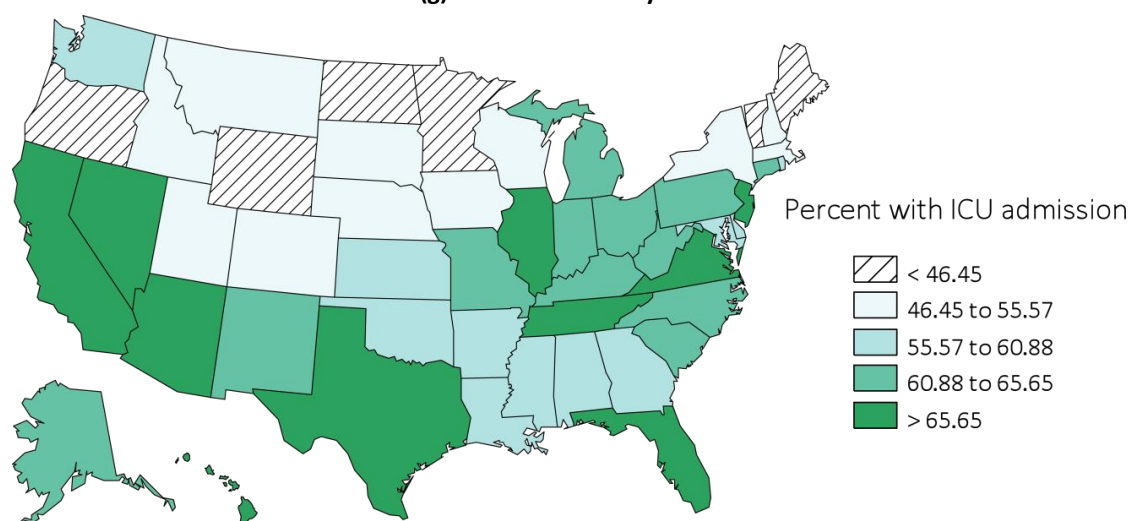 Percent with ICU admission
< 46.45
46.45 to 55.57
55.57 to 60.88
60.88 to 65.65
> 65.65